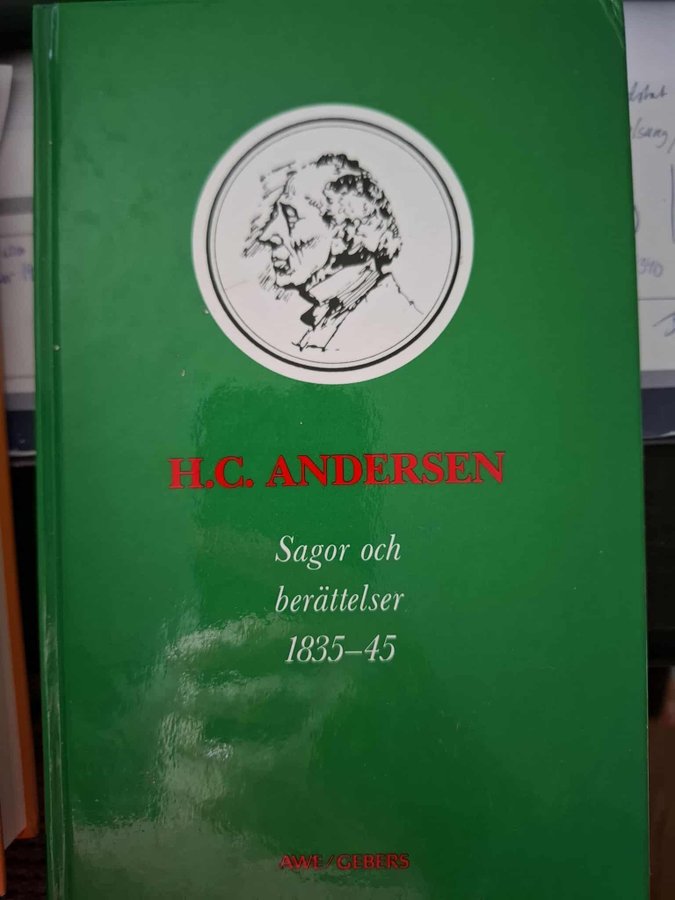 H.C. ANDERSEN
Sagor och
berättelser
1835–45
AWE/GEBERS